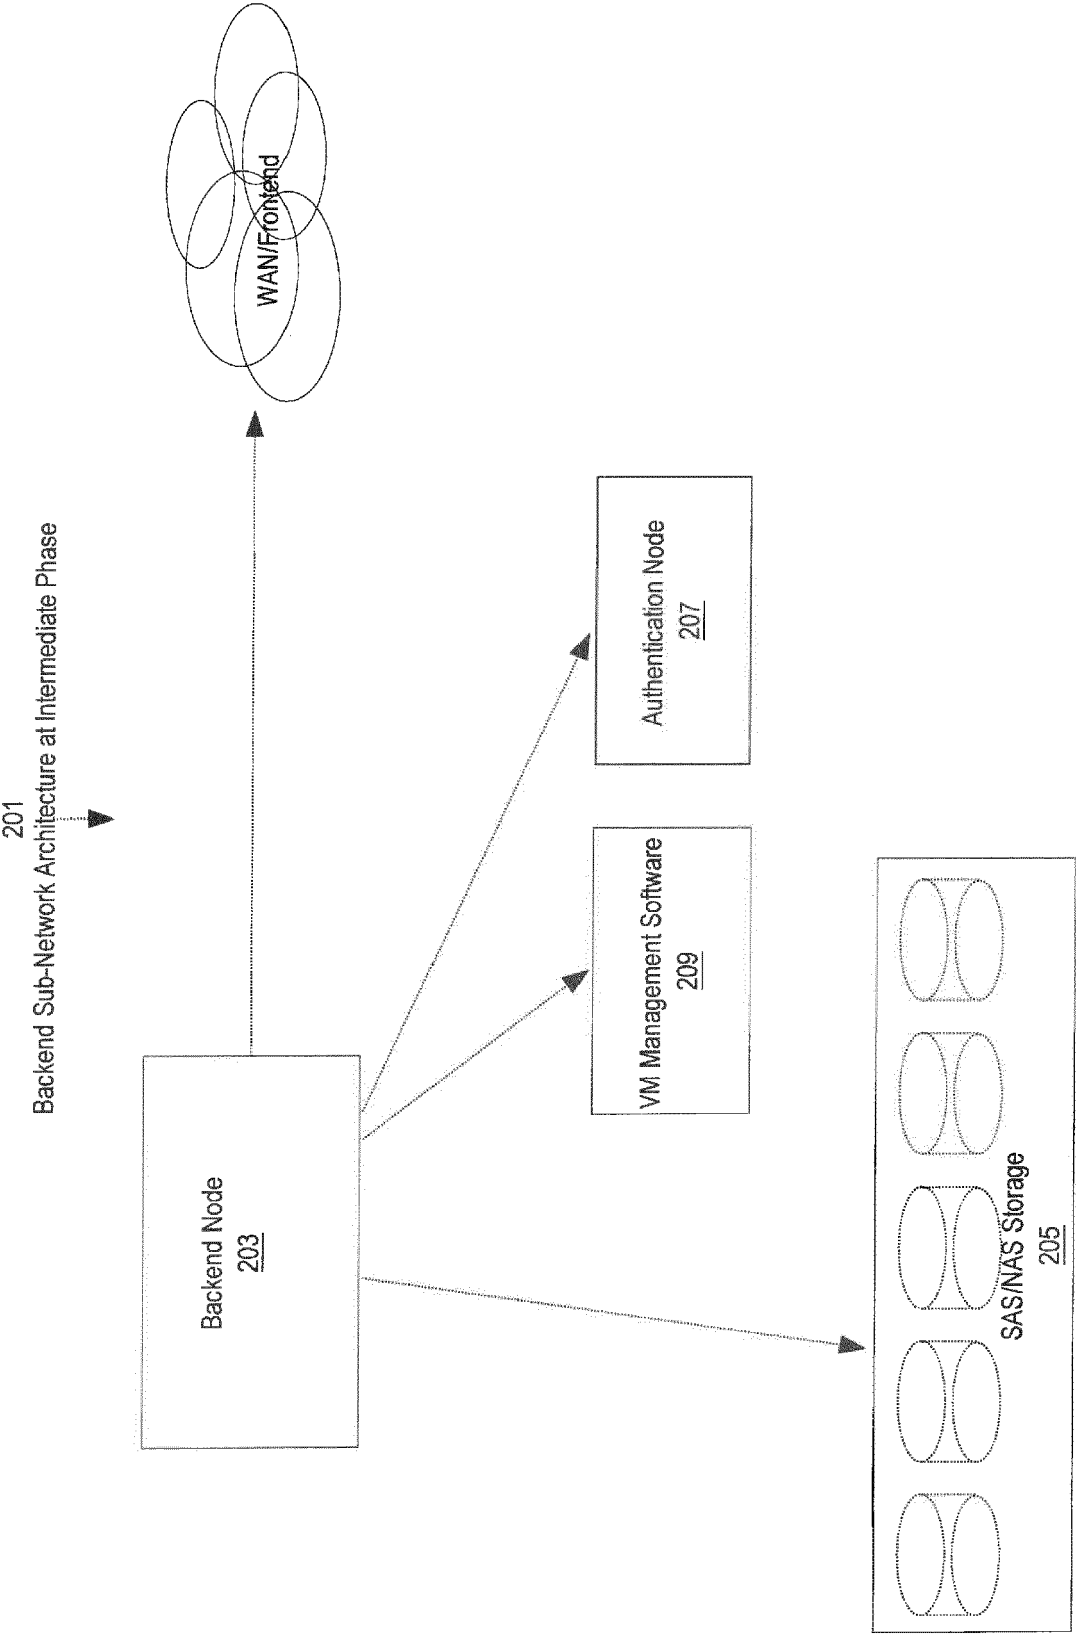 201
Backend Sub-Network Architecture at Intermediate Phase
Backend Node
203
WAN/Frontend
VM Management Software
209
Authentication Node
207
SAS/NAS Storage
205